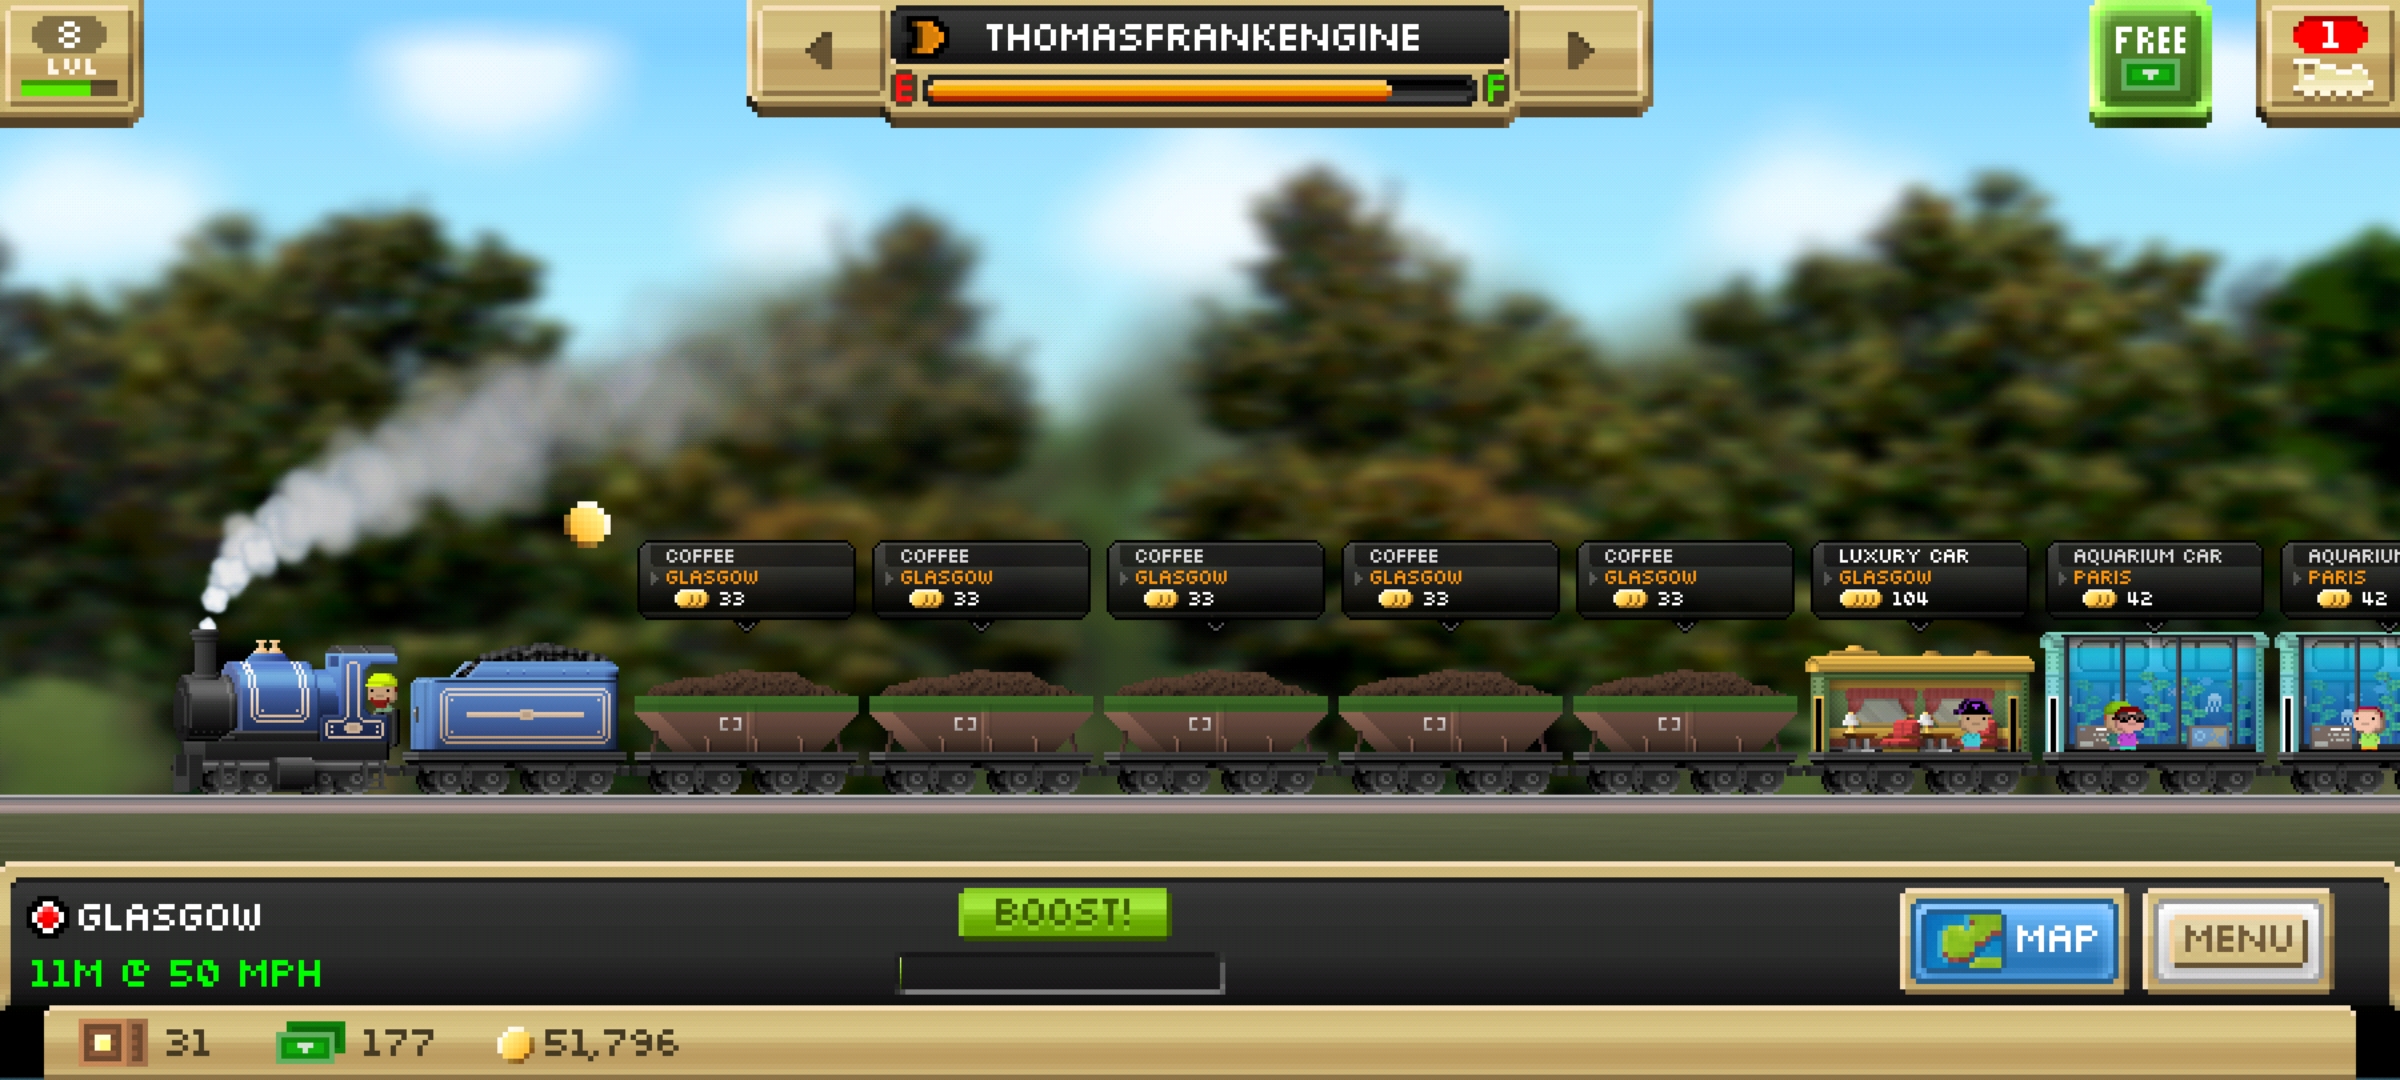 8
LVL
THOMASFRANKENGINE
E F
FREE
1
COFFEE
GLASGOW
33
COFFEE
GLASGOW
33
COFFEE
GLASGOW
33
COFFEE
GLASGOW
33
COFFEE
GLASGOW
33
LUXURY CAR
GLASGOW
104
AQUARIUM CAR
PARIS
42
AQUARIU
PARIS
42
GLASGOW
11M @ 50 MPH
BOOST!
MAP
MENU
31
177
51,796